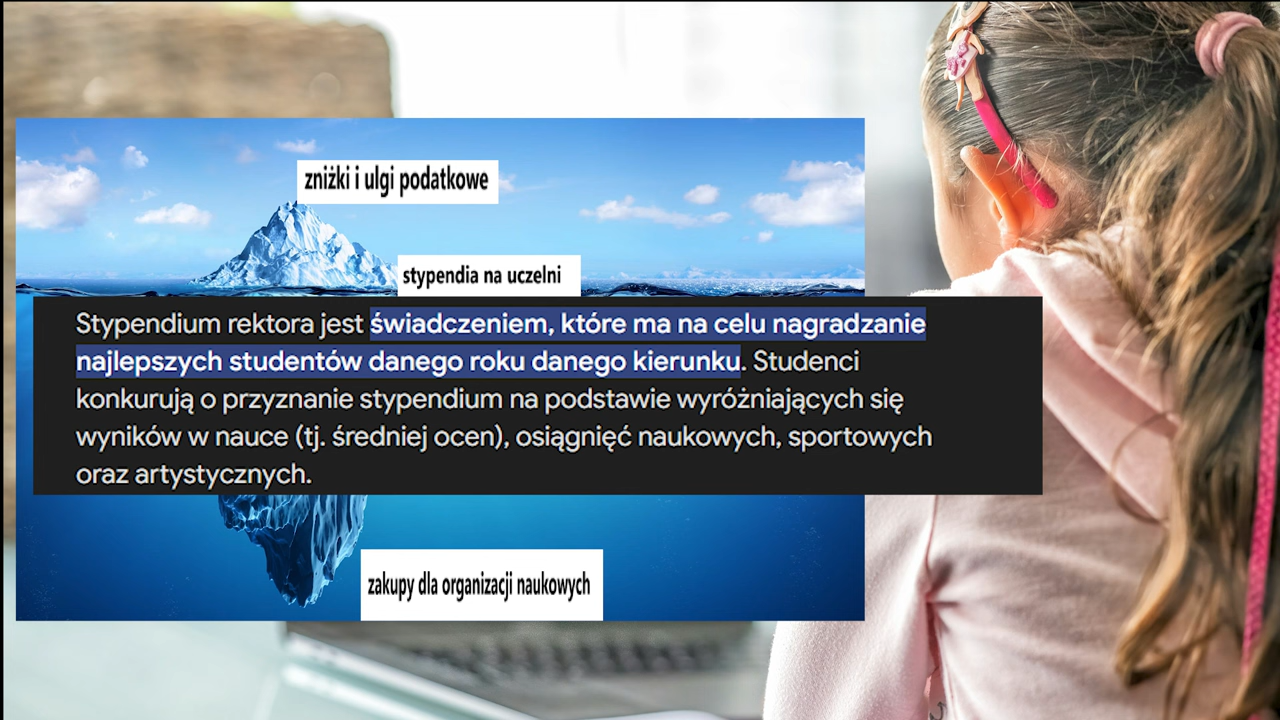 zniżki i ulgi podatkowe
stypendia na uczelni
Stypendium rektora jest świadczeniem, które ma na celu nagradzanie
najlepszych studentów danego roku danego kierunku. Studenci
konkurują o przyznanie stypendium na podstawie wyróżniających się
wyników w nauce (tj. średniej ocen), osiągnięć naukowych, sportowych
oraz artystycznych.
zakupy dla organizacji naukowych